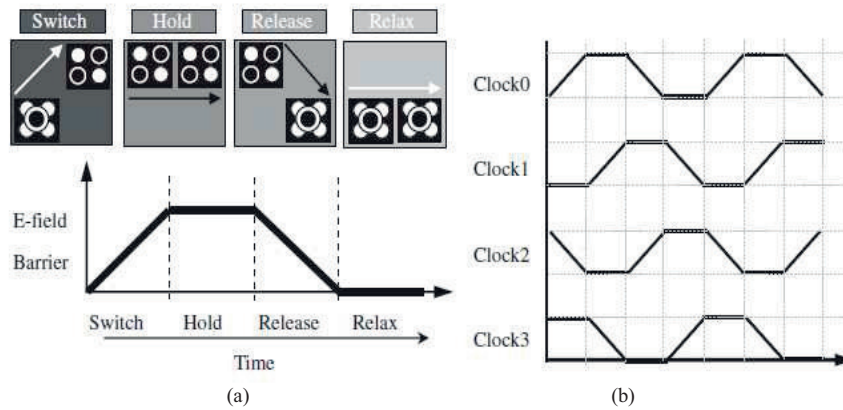 Switch Hold Release Relax
E-field
Barrier
Switch Hold Release Relax
Time
(a)
Clock0
Clock1
Clock2
Clock3
(b)